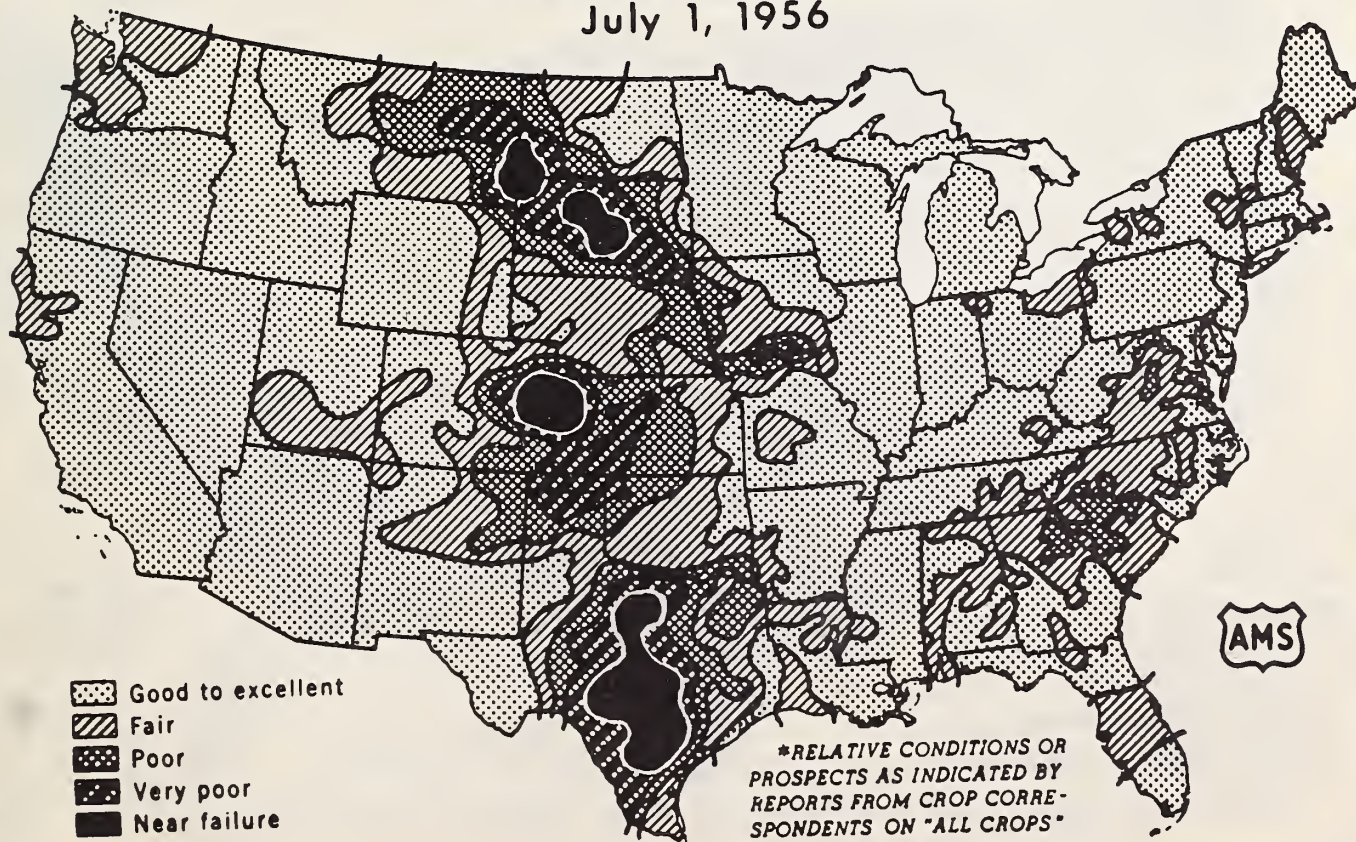 July 1, 1956
AMS
Good to excellent
Fair
Poor
Very poor
Near failure
*RELATIVE CONDITIONS OR
PROSPECTS AS INDICATED BY
REPORTS FROM CROP CORRE-
SPONDENTS ON "ALL CROPS"